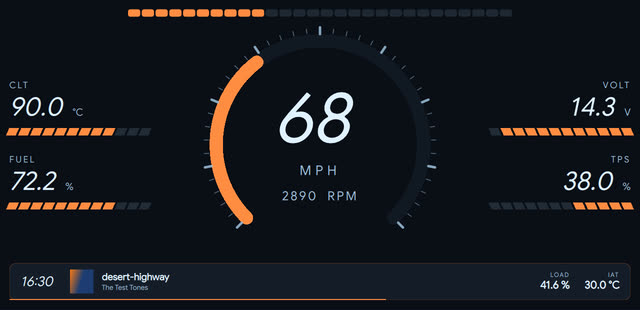 CLT
90.0 °C
FUEL
72.2 %
68
MPH
2890 RPM
VOLT
14.3 V
TPS
38.0 %
16:30
desert-highway
The Test Tones
LOAD
41.6 %
IAT
30.0 °C